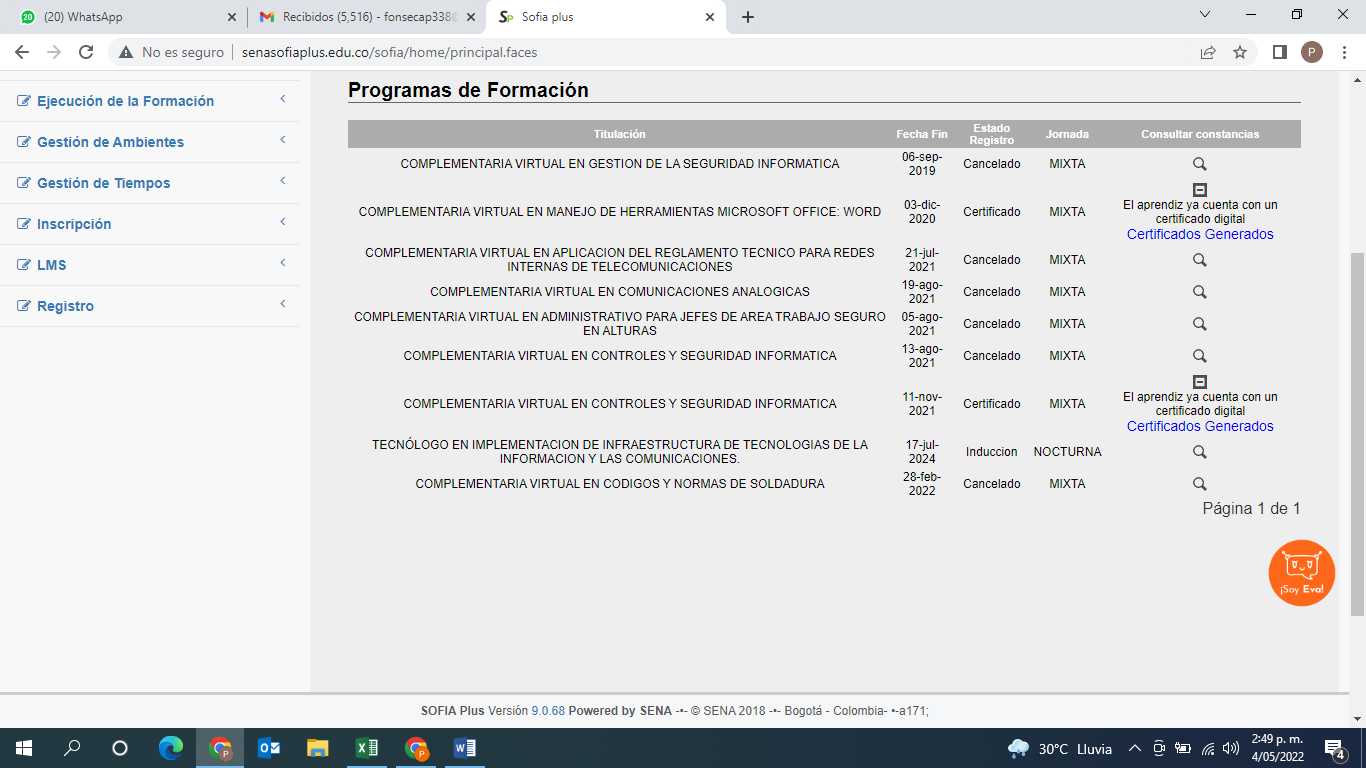 (20) WhatsApp
Recibidos (5,516) - fonsecap338@
Sofia plus
No es seguro
senasofiaplus.edu.co/sofia/home/principal.faces
P
Ejecución de la Formación
Gestión de Ambientes
Gestión de Tiempos
Inscripción
LMS
Registro
Programas de Formación
Titulación Fecha Fin Estado Registro Jornada Consultar constancias
COMPLEMENTARIA VIRTUAL EN GESTION DE LA SEGURIDAD INFORMATICA
06-sep-
2019
Cancelado
MIXTA
COMPLEMENTARIA VIRTUAL EN MANEJO DE HERRAMIENTAS MICROSOFT OFFICE: WORD
03-dic-
2020
Certificado
MIXTA
El aprendiz ya cuenta con un
certificado digital
Certificados Generados
COMPLEMENTARIA VIRTUAL EN APLICACION DEL REGLAMENTO TECNICO PARA REDES
INTERNAS DE TELECOMUNICACIONES
21-jul-
2021
Cancelado
MIXTA
COMPLEMENTARIA VIRTUAL EN COMUNICACIONES ANALOGICAS
19-ago-
2021
Cancelado
MIXTA
COMPLEMENTARIA VIRTUAL EN ADMINISTRATIVO PARA JEFES DE AREA TRABAJO SEGURO
EN ALTURAS
05-ago-
2021
Cancelado
MIXTA
COMPLEMENTARIA VIRTUAL EN CONTROLES Y SEGURIDAD INFORMATICA
13-ago-
2021
Cancelado
MIXTA
COMPLEMENTARIA VIRTUAL EN CONTROLES Y SEGURIDAD INFORMATICA
11-nov-
2021
Certificado
MIXTA
El aprendiz ya cuenta con un
certificado digital
Certificados Generados
TECNÓLOGO EN IMPLEMENTACION DE INFRAESTRUCTURA DE TECNOLOGIAS DE LA
INFORMACION Y LAS COMUNICACIONES.
17-jul-
2024
Induccion
NOCTURNA
COMPLEMENTARIA VIRTUAL EN CODIGOS Y NORMAS DE SOLDADURA
28-feb-
2022
Cancelado
MIXTA
Página 1 de 1
¡Soy Eva!
SOFIA Plus Versión 9.0.68 Powered by SENA -•- © SENA 2018 -•- Bogotá - Colombia- •-a171;
30°C Lluvia
2:49 p. m.
4/05/2022
4